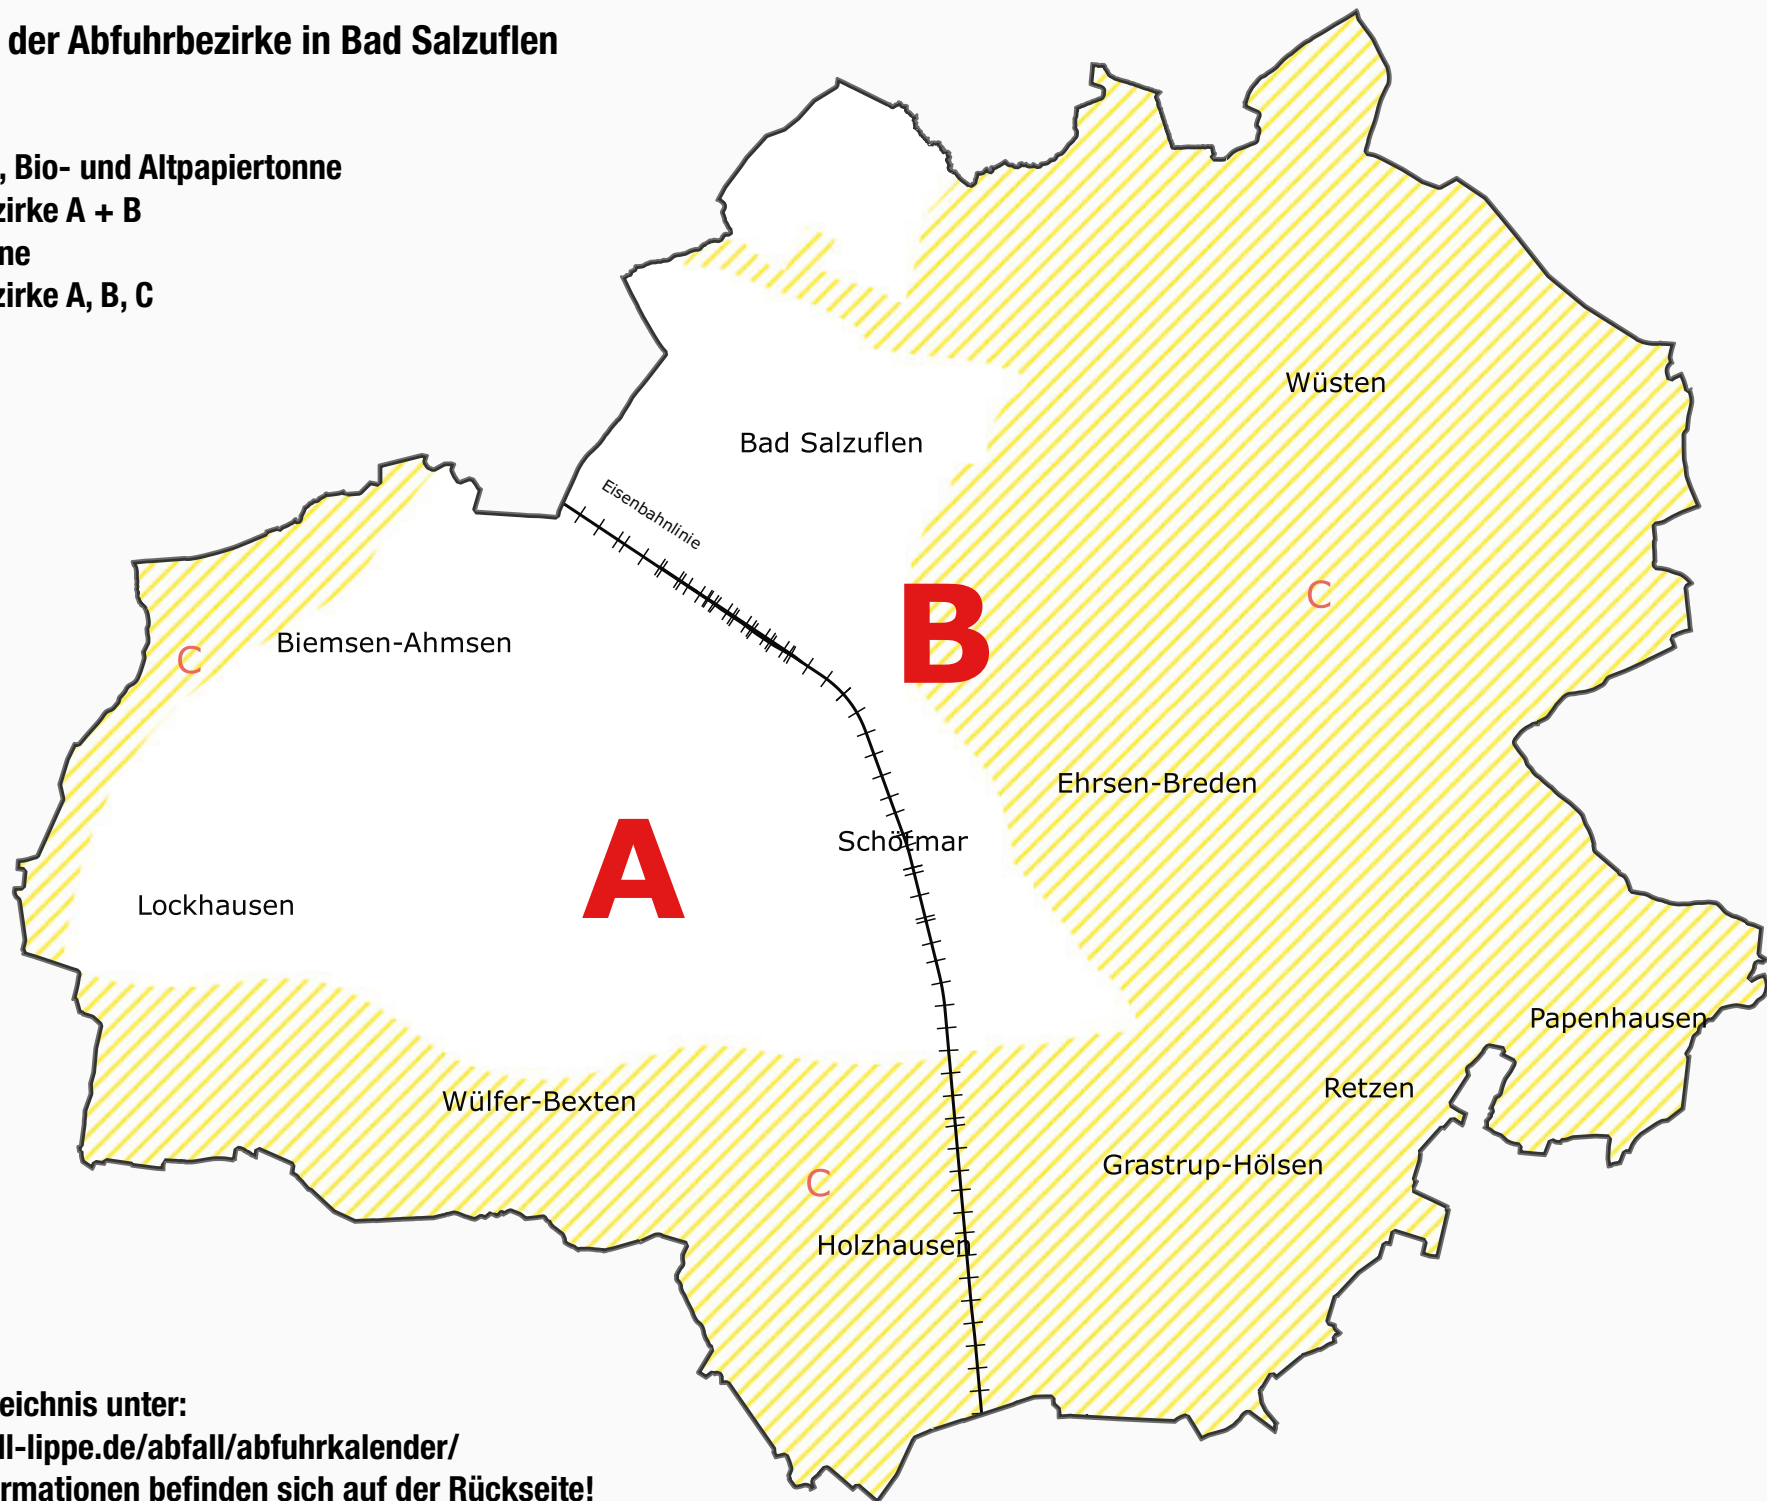 der Abfuhrbezirke in Bad Salzuflen
, Bio- und Altpapiertonne
zirke A + B
ne
zirke A, B, C
Wüsten
Bad Salzuflen
Eisenbahnlinie
B
C
Biemsen-Ahmsen
C
Ehrsen-Breden
Schötmar
A
Lockhausen
Papenhausen
Retzen
Wülfer-Bexten
Grastrup-Hölsen
C
Holzhausen
eichnis unter:
ll-lippe.de/abfall/abfuhrkalender/
rmationen befinden sich auf der Rückseite!